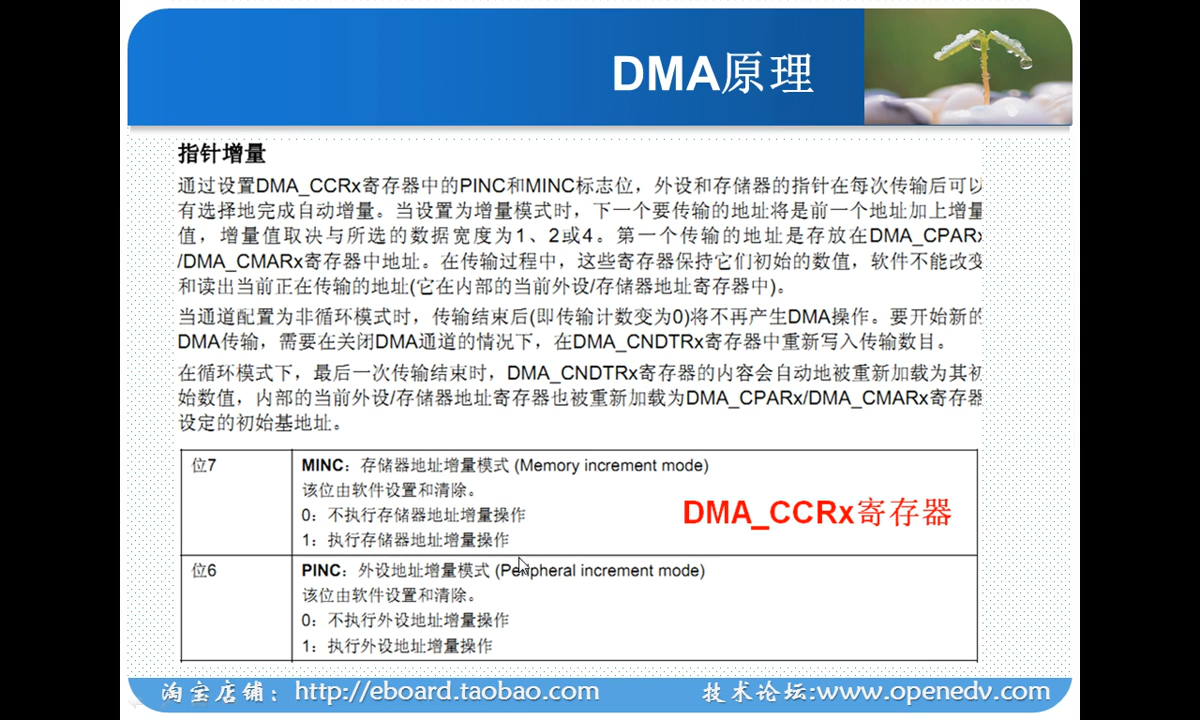 DMA原理
指针增量
通过设置DMA_CCRx寄存器中的PINC和MINC标志位，外设和存储器的指针在每次传输后可以
有选择地完成自动增量。当设置为增量模式时，下一个要传输的地址将是前一个地址加上增量
值，增量值取决与所选的数据宽度为1、2或4。第一个传输的地址是存放在DMA_CPARx
/DMA_CMARx寄存器中地址。在传输过程中，这些寄存器保持它们初始的数值，软件不能改变
和读出当前正在传输的地址(它在内部的当前外设/存储器地址寄存器中)。
当通道配置为非循环模式时，传输结束后(即传输计数变为0)将不再产生DMA操作。要开始新的
DMA传输，需要在关闭DMA通道的情况下，在DMA_CNDTRx寄存器中重新写入传输数目。
在循环模式下，最后一次传输结束时，DMA_CNDTRx寄存器的内容会自动地被重新加载为其初
始数值，内部的当前外设/存储器地址寄存器也被重新加载为DMA_CPARx/DMA_CMARx寄存器
设定的初始基地址。
位7 MINC：存储器地址增量模式 (Memory increment mode)
该位由软件设置和清除。
0：不执行存储器地址增量操作
1：执行存储器地址增量操作
DMA_CCRx寄存器
位6 PINC：外设地址增量模式 (Peripheral increment mode)
该位由软件设置和清除。
0：不执行外设地址增量操作
1：执行外设地址增量操作
淘宝店铺：http://eboard.taobao.com 技术论坛:www.openedv.com